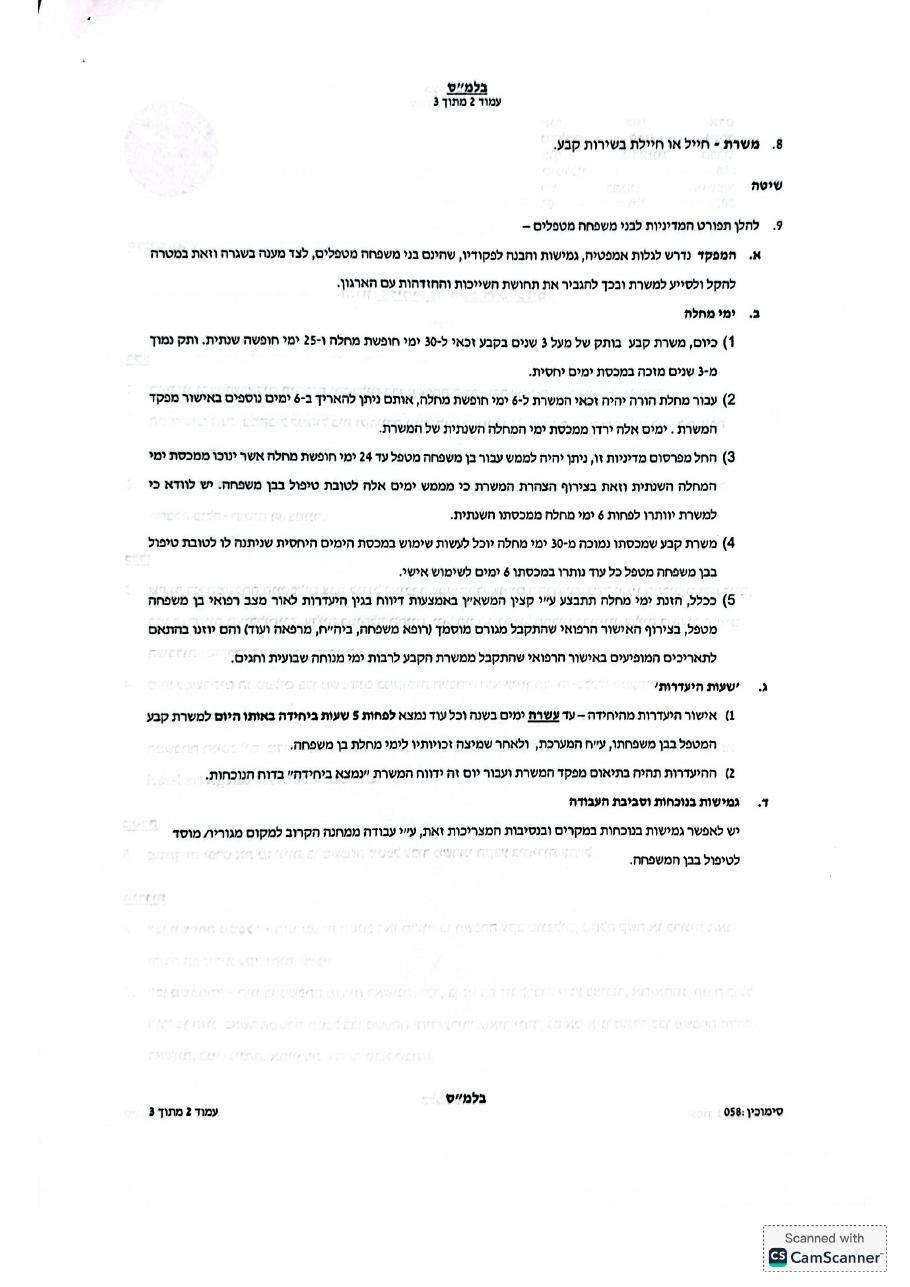 בלמ״ס
עמוד 2 מתוך 3
8. משרת - חייל או חיילת בשירות קבע.
שיטה
9. להלן תפורט המדיניות לבני משפחה מטפלים –
א. המפקד נדרש לגלות אמפטיה, גמישות והבנה לפקודיו, שהינם בני משפחה מטפלים, לצד מענה בשגרה וזאת במטרה
להקל ולסייע למשרת ובכך להגביר את תחושת השייכות והחזדהות עם הארגון.
ב. ימי מחלה
1) כיום, משרת קבע בותק של מעל 3 שנים בקבע זכאי ל-30 ימי חופשת מחלה ו-25 ימי חופשה שנתית. ותק נמוך
מ-3 שנים מזכה במכסת ימים יחסית.
2) עבור מחלת הורה יהיה זכאי המשרת ל-6 ימי חופשת מחלה, אותם ניתן להאריך ב-6 ימים נוספים באישור מפקד
המשרת . ימים אלה ירדו ממכסת ימי המחלה השנתית של המשרת.
3) החל מפרסום מדיניות זו, ניתן יהיה לממש עבור בן משפחה מטפל עד 24 ימי חופשת מחלה אשר ינוכו ממכסת ימי
המחלה השנתית וזאת בצירוף הצהרת המשרת כי מממש ימים אלה לטובת טיפול בבן משפחה. יש לוודא כי
למשרת יוותרו לפחות 6 ימי מחלה ממכסתו השנתית.
4) משרת קבע שמכסתו נמוכה מ-30 ימי מחלה יוכל לעשות שימוש במכסת הימים היחסית שניתנה לו לטובת טיפול
בבן משפחה מטפל כל עוד נותרו במכסתו 6 ימים לשימוש אישי.
5) ככלל, הזנת ימי מחלה תתבצע ע״י קצין המשא״ן באמצעות דיווח בגין היעדרות לאור מצב רפואי בן משפחה
מטפל, בצירוף האישור הרפואי שהתקבל מגורם מוסמך (רופא משפחה, ביה״ח, מרפאה ועוד) והם יוזנו בהתאם
לתאריכים המופיעים באישור הרפואי שהתקבל ממשרת הקבע לרבות ימי מנוחה שבועית וחגים.
ג. ׳שעות היעדרות׳
1) אישור היעדרות מהיחידה – עד עשרה ימים בשנה וכל עוד נמצא לפחות 5 שעות ביחידה באותו היום למשרת קבע
המטפל בבן משפחתו, ע״ח המערכת, ולאחר שמיצה זכויותיו לימי מחלת בן משפחה.
2) ההיעדרות תהיה בתיאום מפקד המשרת ועבור יום זה ידווח המשרת ״נמצא ביחידה״ בדוח הנוכחות.
ד. גמישות בנוכחות וסביבת העבודה
יש לאפשר גמישות בנוכחות במקרים ובנסיבות המצריכות זאת, ע״י עבודה ממחנה הקרוב למקום מגוריו/ מוסד
לטיפול בבן המשפחה.
בלמ״ס
סימוכין :058
עמוד 2 מתוך 3
Scanned with
CS CamScanner